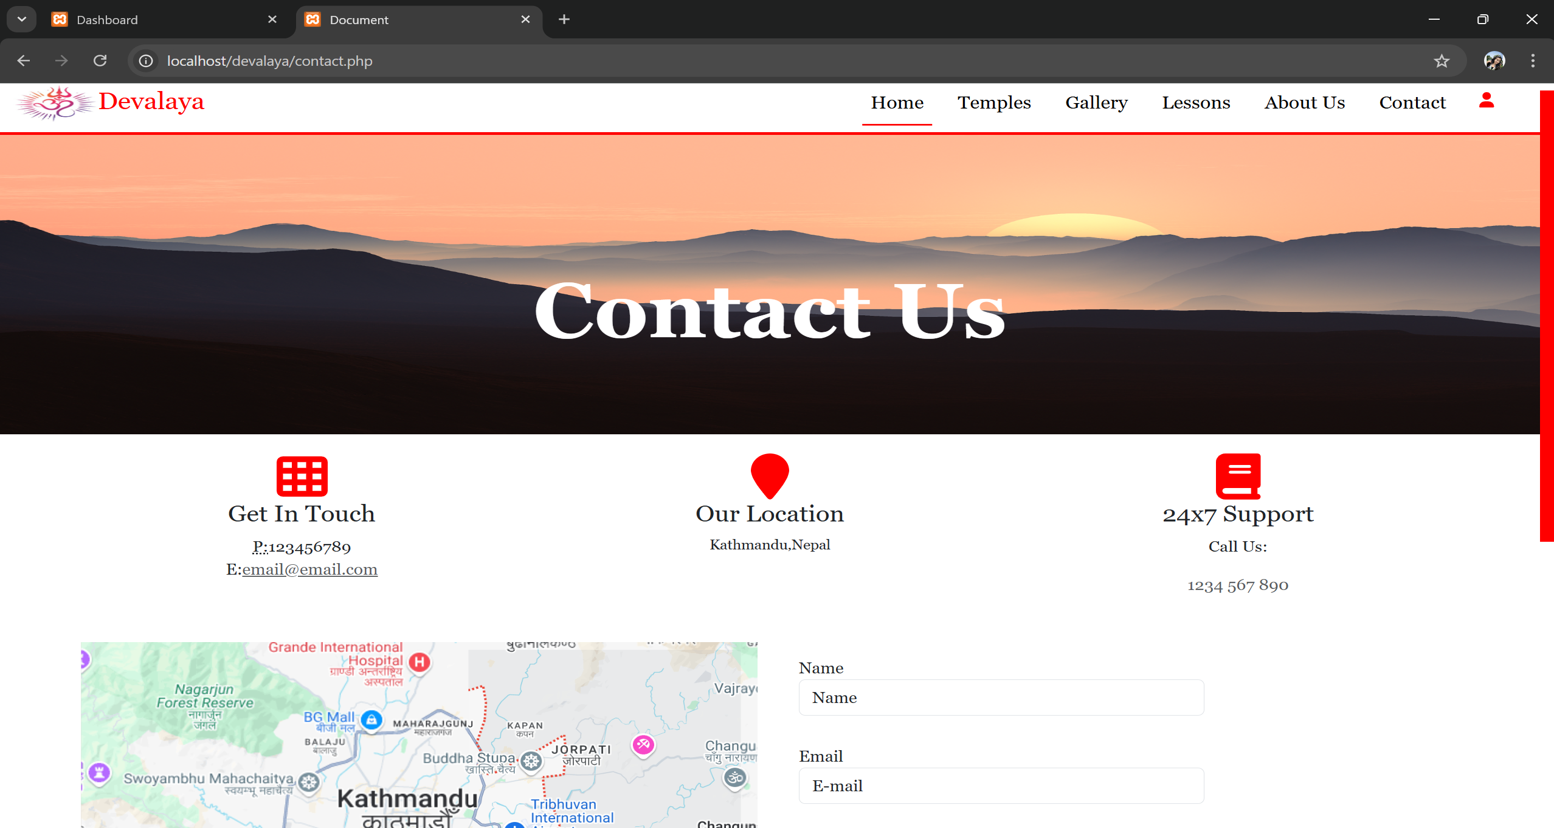 Dashboard
Document
localhost/devalaya/contact.php
Devalaya
Home
Temples
Gallery
Lessons
About Us
Contact
Contact Us
Get In Touch
P:123456789
E:email@email.com
Our Location
Kathmandu,Nepal
24x7 Support
Call Us:
1234 567 890
Grande International
Hospital
ग्राण्डी अन्तर्राष्ट्रिय
अस्पताल
H
Nagarjun
Forest Reserve
नागार्जुन
जंगल
BG Mall
बीजी मल
BALAJU
बालाजु
MAHARAJGUNJ
महाराजगंज
KAPAN
कपन
JORPATI
जोरपाटी
Vajray
Changu
चाँगु नारायण
Buddha Stupa
खास्ति चैत्य
Swoyambhu Mahachaitya
स्वयम्भू महाचैत्य
Kathmandu
काठमाडौँ
Tribhuvan
International
Changun
Name
Name
Email
E-mail